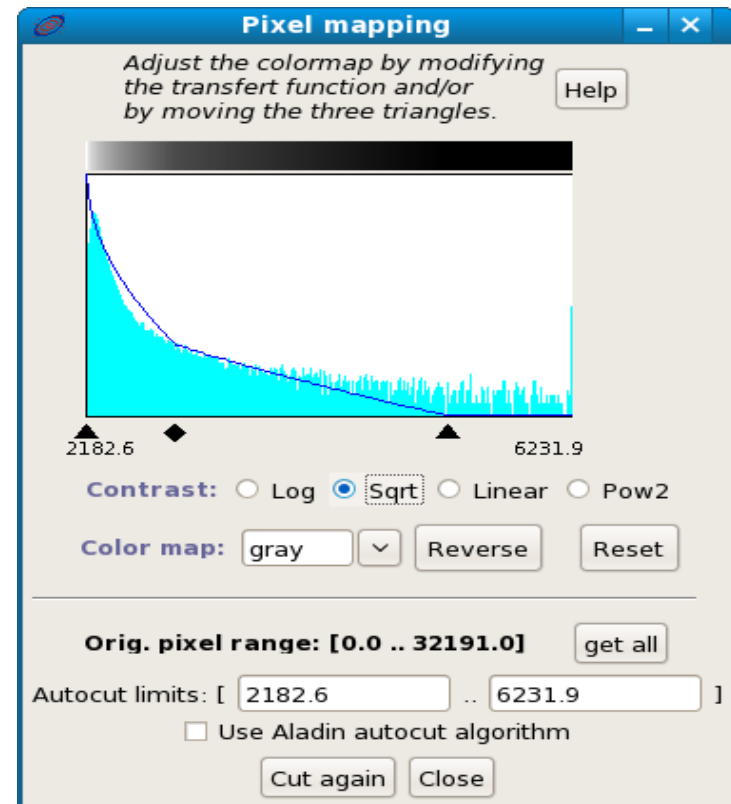 Pixel mapping
Adjust the colormap by modifying
the transfert function and/or
by moving the three triangles.
Help
2182.6 6231.9
Contrast: Log Sqrt Linear Pow2
Color map: gray Reverse Reset
Orig. pixel range: [0.0 .. 32191.0] get all
Autocut limits: [ 2182.6 .. 6231.9 ]
Use Aladin autocut algorithm
Cut again Close